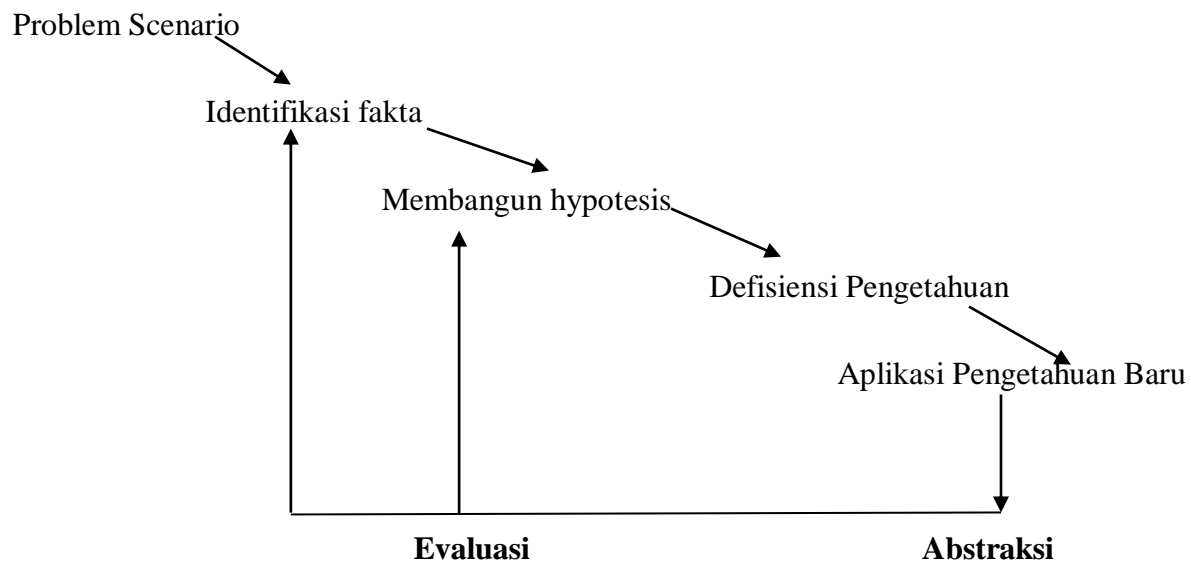 Problem Scenario
Identifikasi fakta
Membangun hypotesis
Defisiensi Pengetahuan
Aplikasi Pengetahuan Baru
Evaluasi
Abstraksi